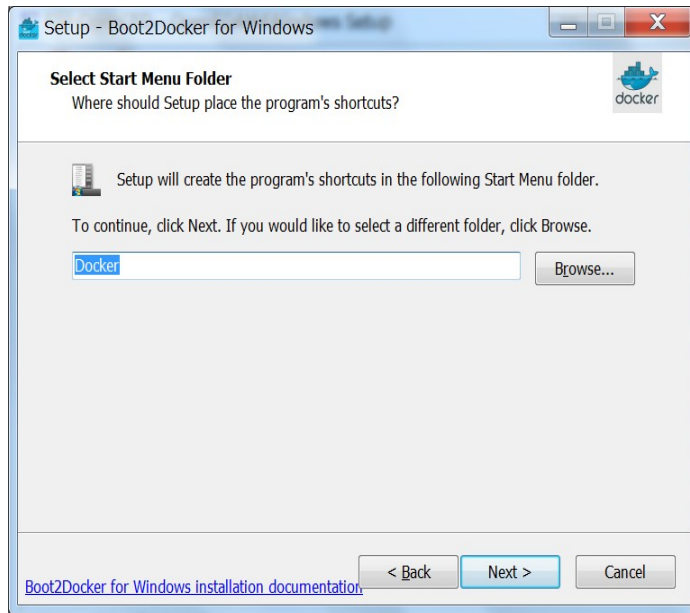 Setup - Boot2Docker for Windows
Select Start Menu Folder
Where should Setup place the program's shortcuts?
docker
Setup will create the program's shortcuts in the following Start Menu folder.
To continue, click Next. If you would like to select a different folder, click Browse.
Docker
Browse...
< Back
Next >
Cancel
Boot2Docker for Windows installation documentation